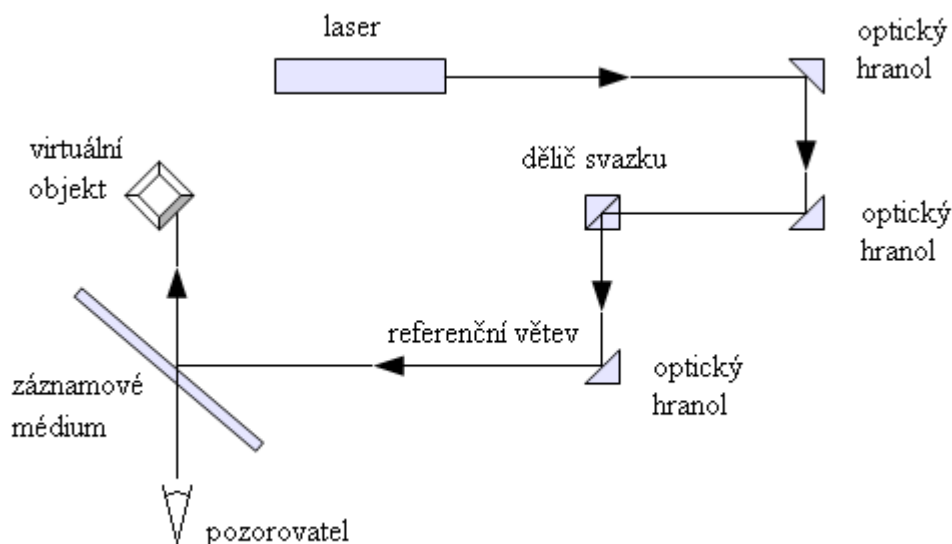 laser
optický
hranol
virtuální
objekt
dělič svazku
optický
hranol
referenční větev
optický
hranol
záznamové
médium
pozorovatel